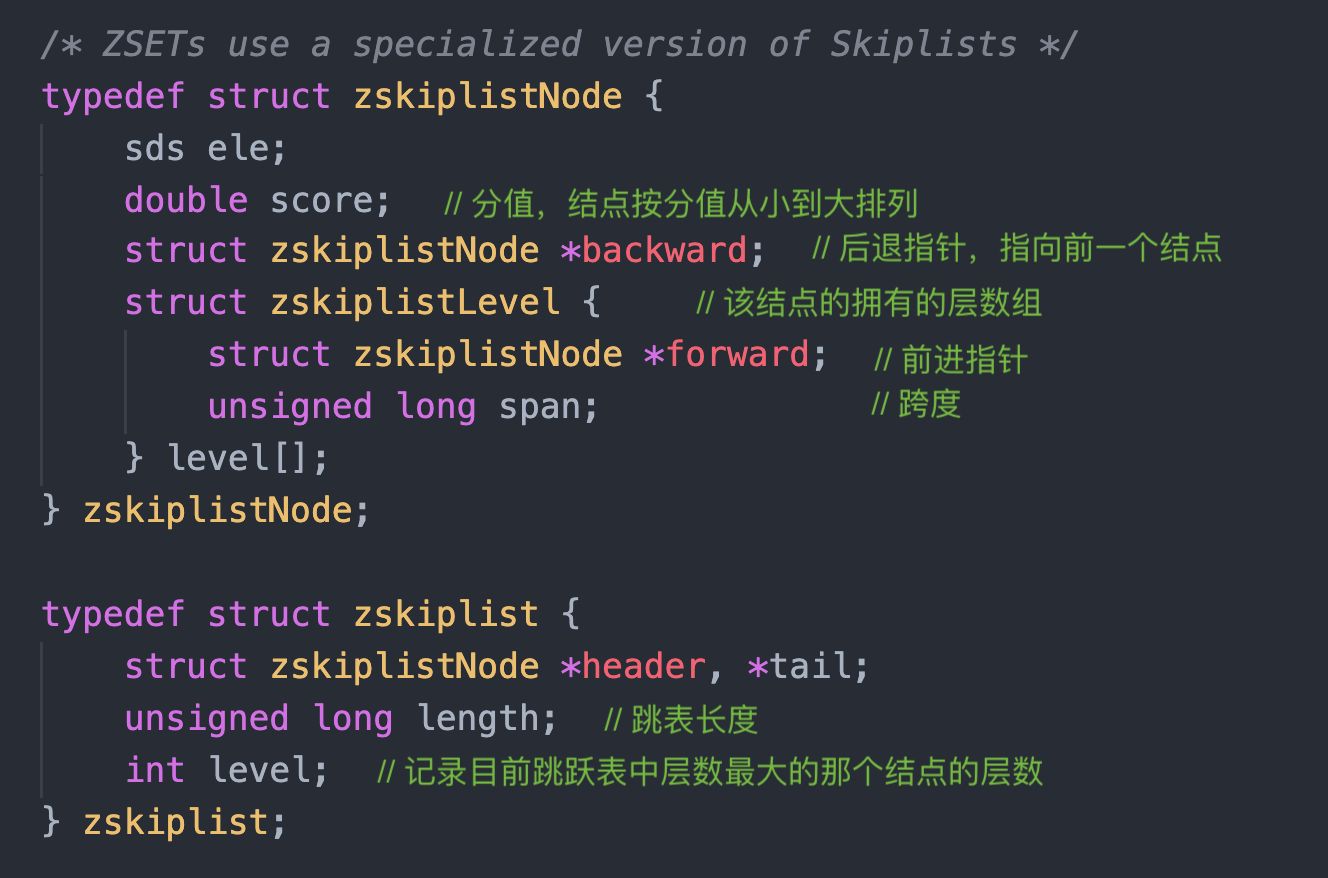 /* ZSETs use a specialized version of Skiplists */
typedef struct zskiplistNode {
    sds ele;
    double score;   // 分值，结点按分值从小到大排列
    struct zskiplistNode *backward;   // 后退指针，指向前一个结点
    struct zskiplistLevel {      // 该结点的拥有的层数组
        struct zskiplistNode *forward;   // 前进指针
        unsigned long span;              // 跨度
    } level[];
} zskiplistNode;

typedef struct zskiplist {
    struct zskiplistNode *header, *tail;
    unsigned long length;   // 跳表长度
    int level;   // 记录目前跳跃表中层数最大的那个结点的层数
} zskiplist;